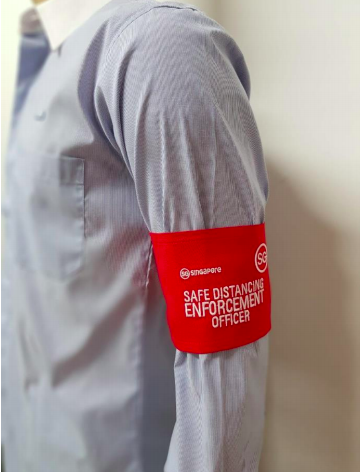 SG SINGAPORE
SG
SAFE DISTANCING
ENFORCEMENT
OFFICER